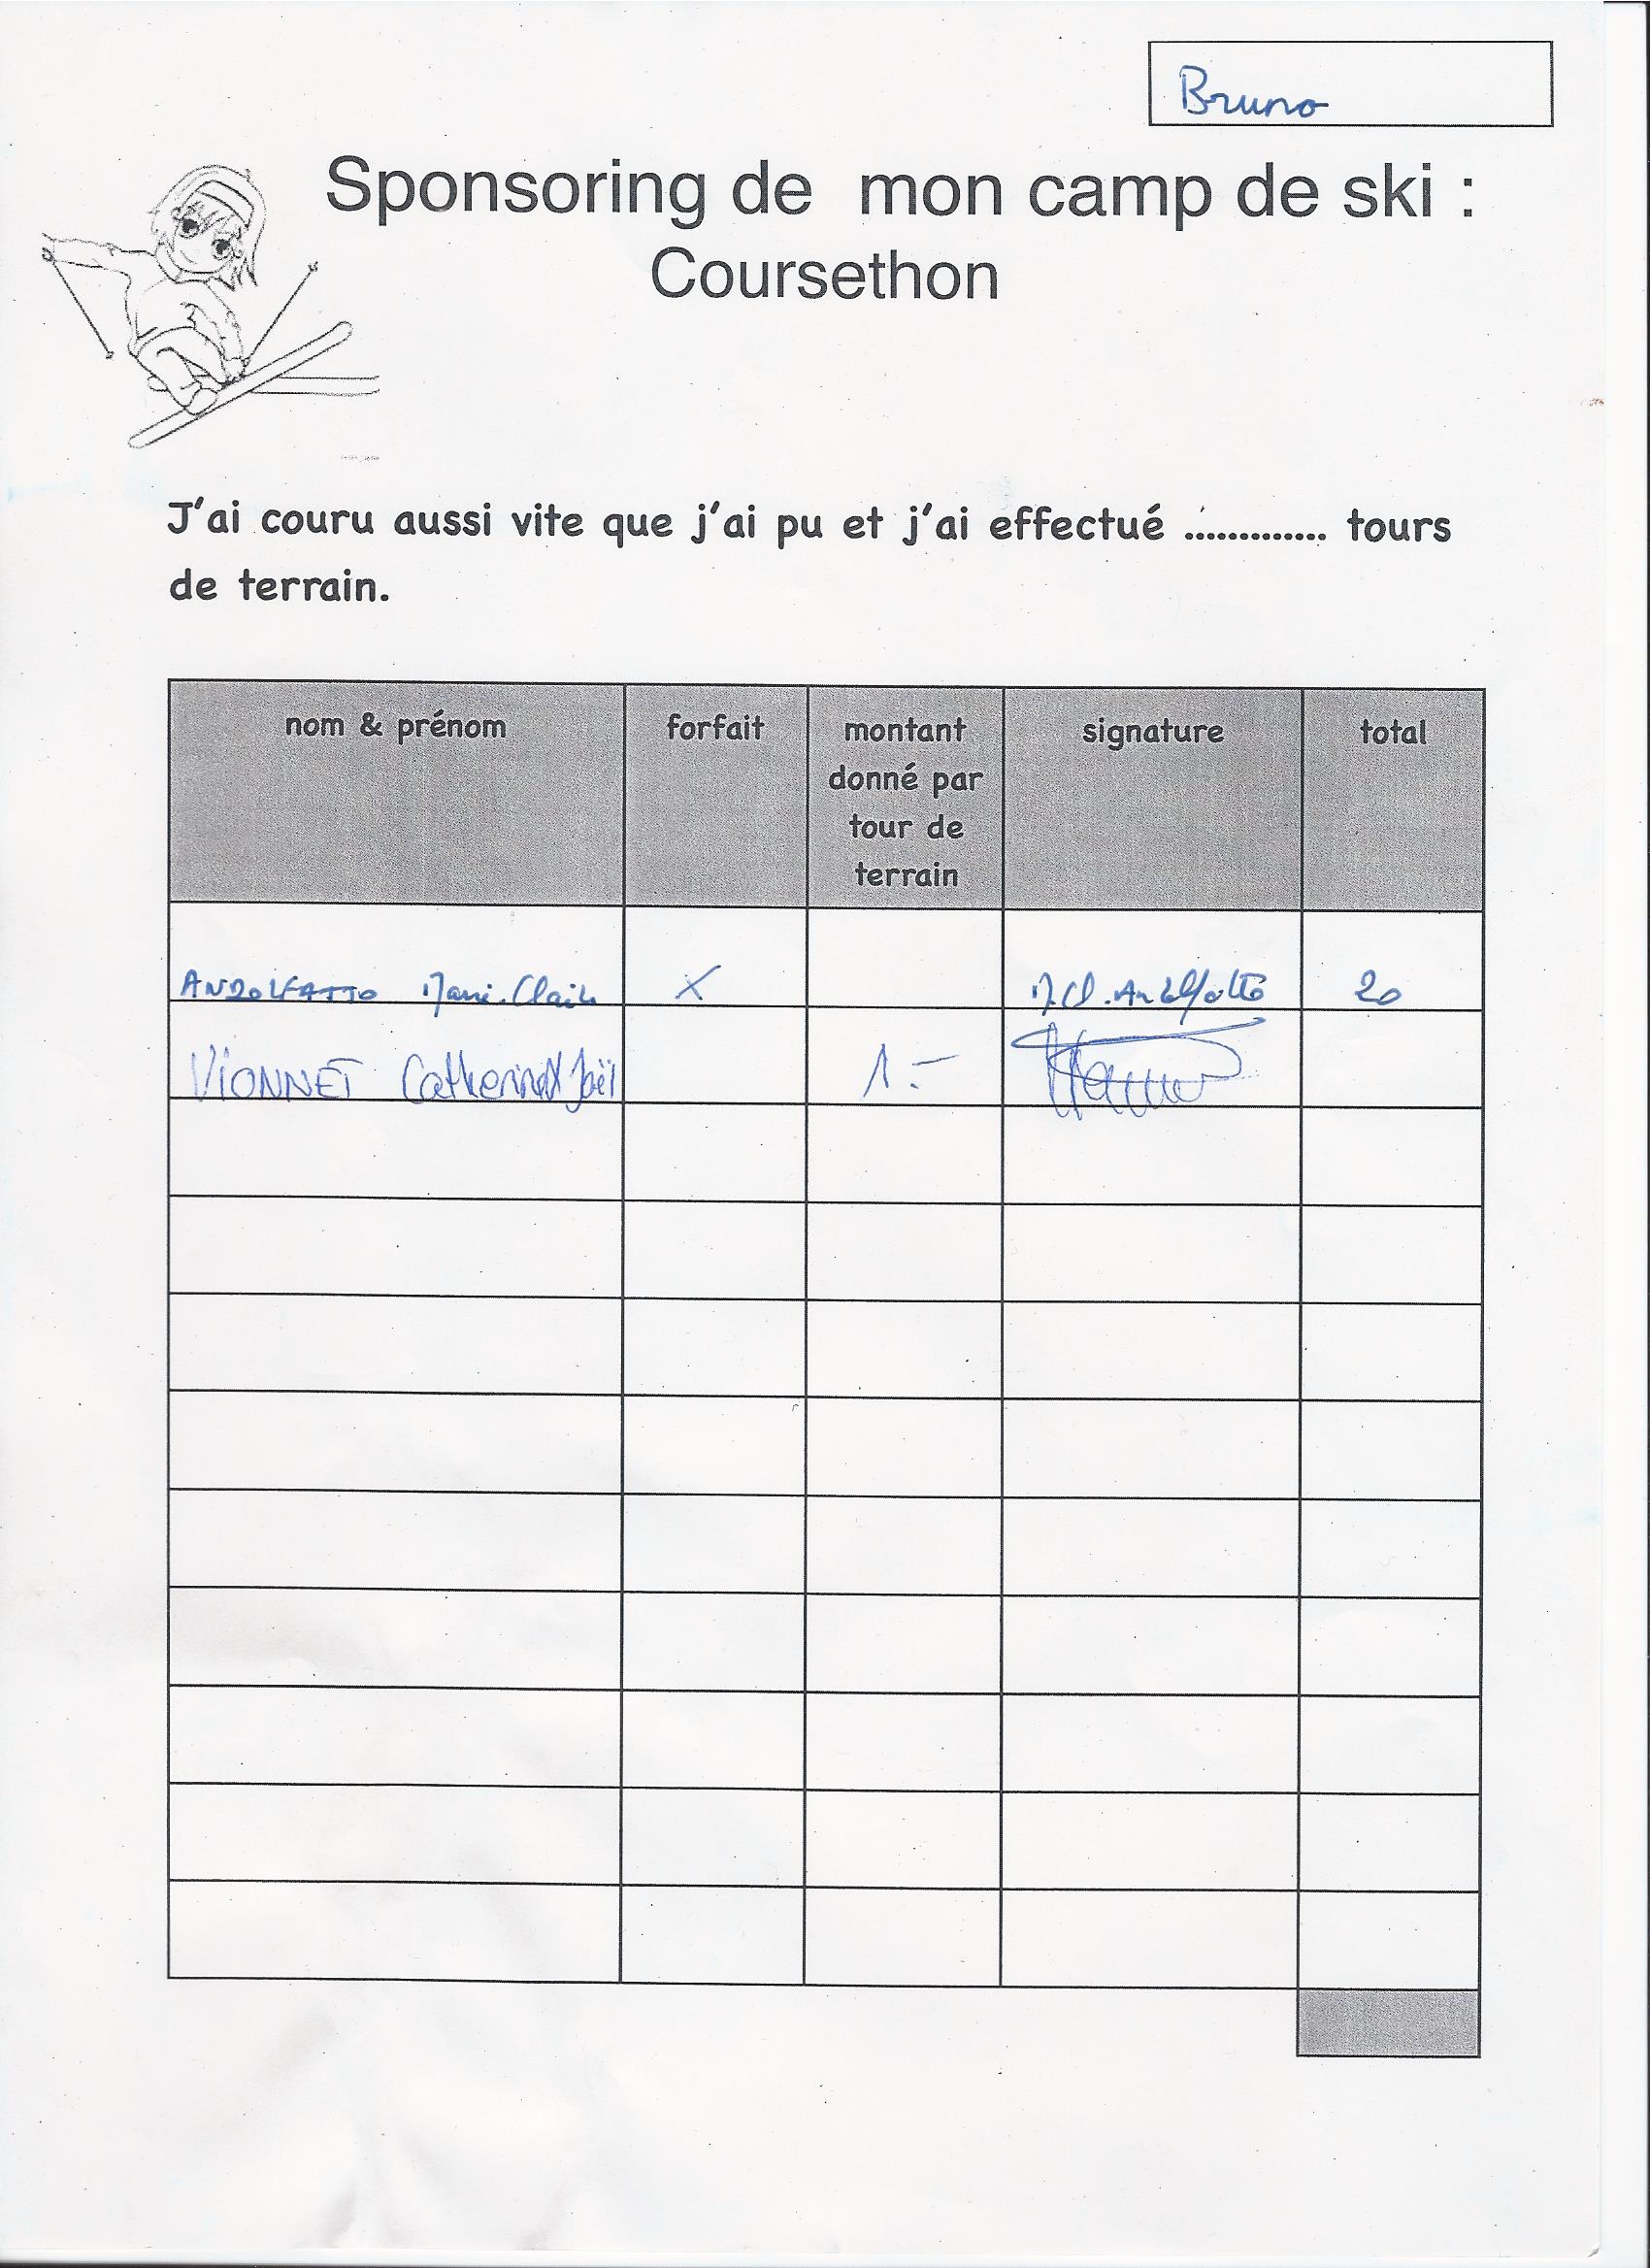 Bruno
Sponsoring de mon camp de ski :
Coursethon
J'ai couru aussi vite que j'ai pu et j'ai effectué ............. tours
de terrain.
nom & prénom forfait montant donné par tour de terrain signature total
ANDOLFATTO Marie-Claire X M.Cl. Andolfatto 20
VIONNET Catherine Joël 1.-